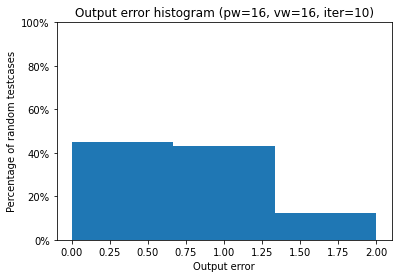 Output error histogram (pw=16, vw=16, iter=10)
Percentage of random testcases
100%
80%
60%
40%
20%
0%
0.00 0.25 0.50 0.75 1.00 1.25 1.50 1.75 2.00
Output error